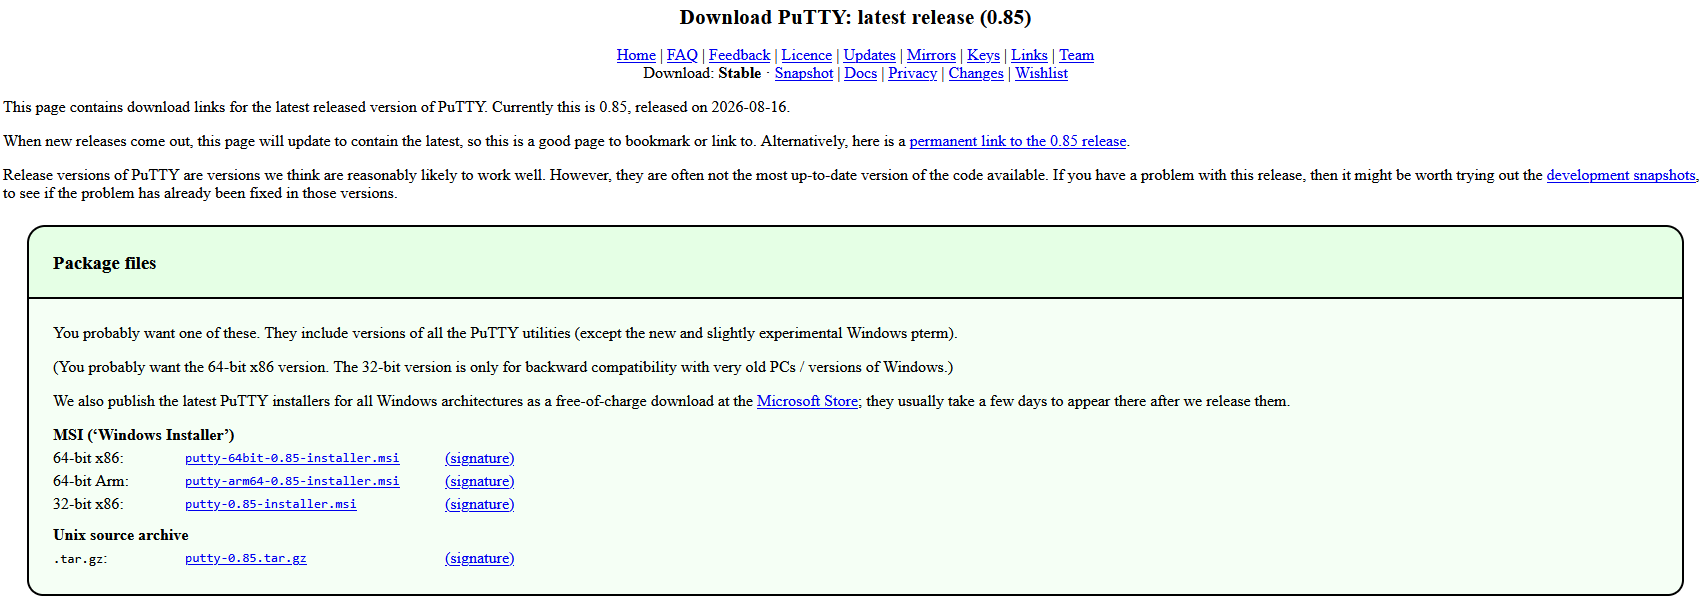 Download PuTTY: latest release (0.85)
Home | FAQ | Feedback | Licence | Updates | Mirrors | Keys | Links | Team
Download: Stable · Snapshot | Docs | Privacy | Changes | Wishlist
This page contains download links for the latest released version of PuTTY. Currently this is 0.85, released on 2026-08-16.
When new releases come out, this page will update to contain the latest, so this is a good page to bookmark or link to. Alternatively, here is a permanent link to the 0.85 release.
Release versions of PuTTY are versions we think are reasonably likely to work well. However, they are often not the most up-to-date version of the code available. If you have a problem with this release, then it might be worth trying out the development snapshots,
to see if the problem has already been fixed in those versions.
Package files
You probably want one of these. They include versions of all the PuTTY utilities (except the new and slightly experimental Windows pterm).
(You probably want the 64-bit x86 version. The 32-bit version is only for backward compatibility with very old PCs / versions of Windows.)
We also publish the latest PuTTY installers for all Windows architectures as a free-of-charge download at the Microsoft Store; they usually take a few days to appear there after we release them.
MSI (‘Windows Installer’)
64-bit x86: putty-64bit-0.85-installer.msi (signature)
64-bit Arm: putty-arm64-0.85-installer.msi (signature)
32-bit x86: putty-0.85-installer.msi (signature)
Unix source archive
.tar.gz: putty-0.85.tar.gz (signature)